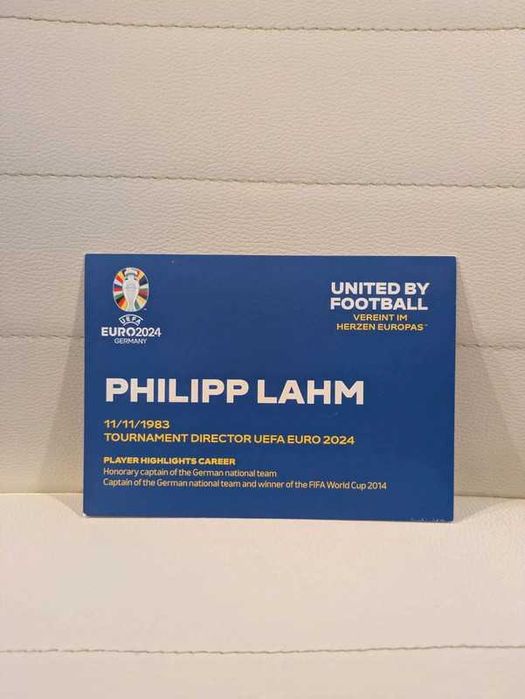 UEFA
EURO2024
GERMANY
UNITED BY
FOOTBALL
VEREINT IM
HERZEN EUROPAS™
PHILIPP LAHM
11/11/1983
TOURNAMENT DIRECTOR UEFA EURO 2024
PLAYER HIGHLIGHTS CAREER
Honorary captain of the German national team
Captain of the German national team and winner of the FIFA World Cup 2014